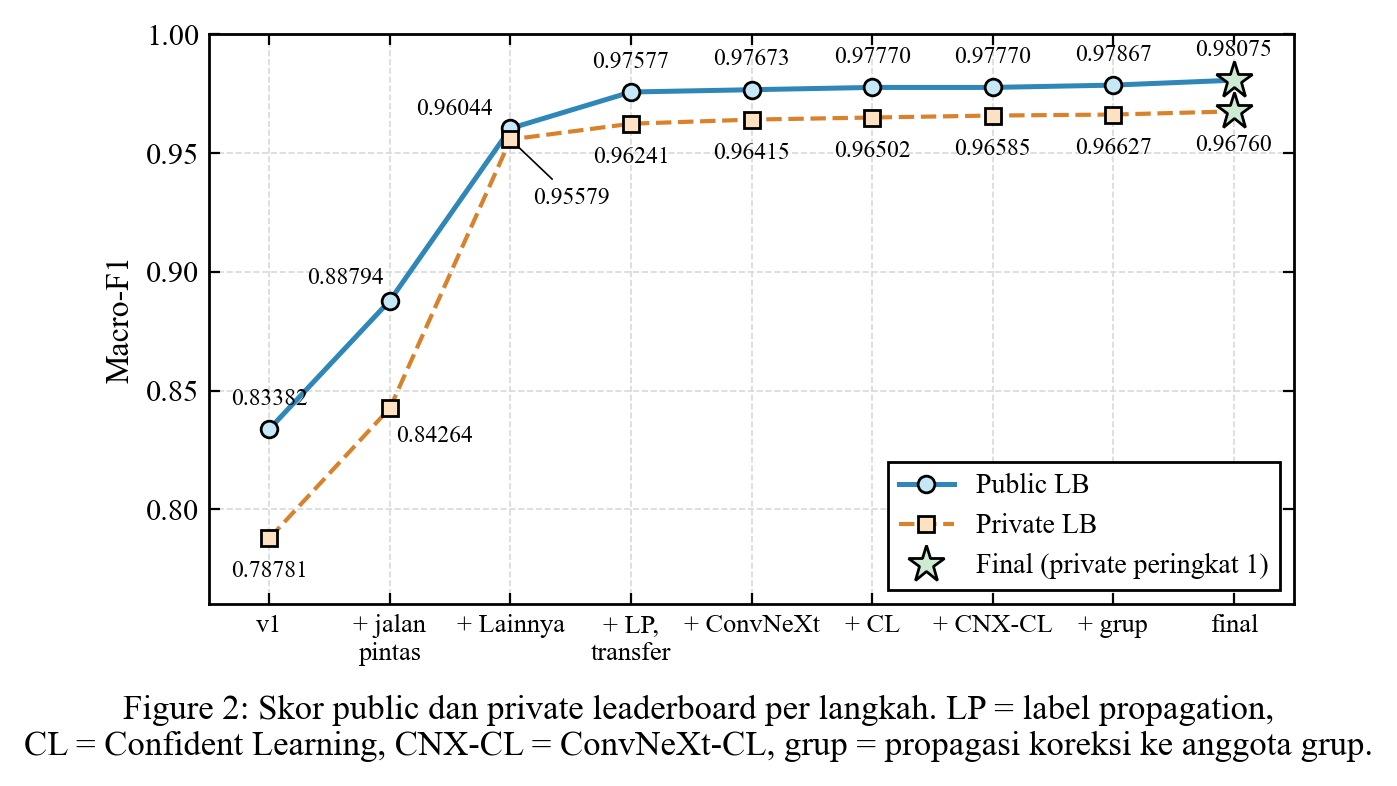 1.00
0.95
0.90
0.85
0.80
Macro-F1
0.83382
0.88794
0.96044
0.97577
0.97673
0.97770
0.97770
0.97867
0.98075
0.78781
0.84264
0.95579
0.96241
0.96415
0.96502
0.96585
0.96627
0.96760
Public LB
Private LB
Final (private peringkat 1)
v1
+ jalan
pintas
+ Lainnya
+ LP,
transfer
+ ConvNeXt
+ CL
+ CNX-CL
+ grup
final
Figure 2: Skor public dan private leaderboard per langkah. LP = label propagation,
CL = Confident Learning, CNX-CL = ConvNeXt-CL, grup = propagasi koreksi ke anggota grup.